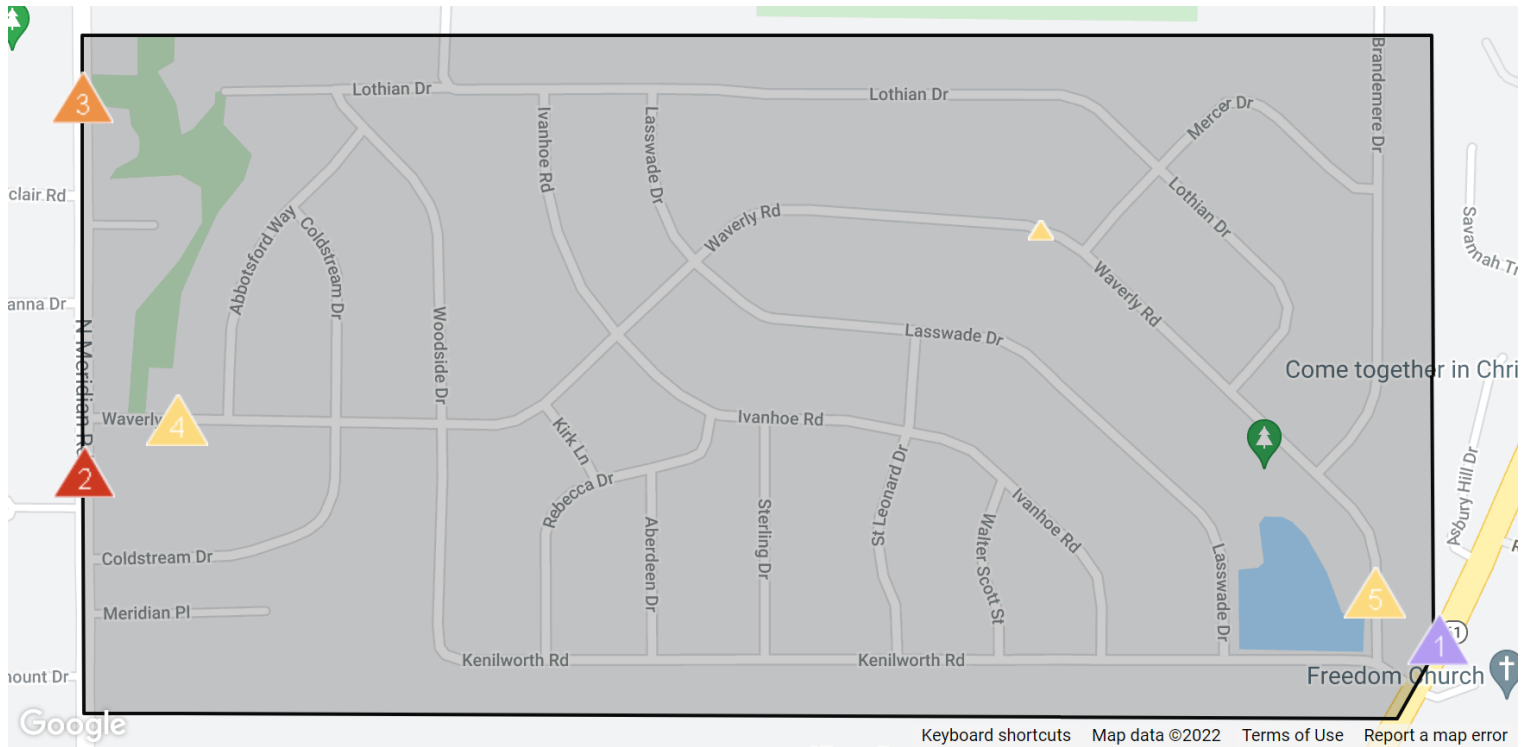 Lothian Dr
Lothian Dr
Brandemere Dr
Mercer Dr
3
Ivanhoe Rd
Lasswade Dr
clair Rd
Lothian Dr
Abbotsford Way
Coldstream Dr
Waverly Rd
Savannah Tr
anna Dr
Waverly Rd
N Meridian Rd
Woodside Dr
Lasswade Dr
Come together in Chri
Waverly
4
Ivanhoe Rd
Kirk Ln
2
Rebecca Dr
St Leonard Dr
Ivanhoe Rd
Asbury Hill Dr
Aberdeen Dr
Sterling Dr
Walter Scott St
Coldstream Dr
Lasswade Dr
R
5
Meridian Pl
1
1
Kenilworth Rd
Kenilworth Rd
Freedom Church
nount Dr
Google
Keyboard shortcuts
Map data ©2022
Terms of Use
Report a map error